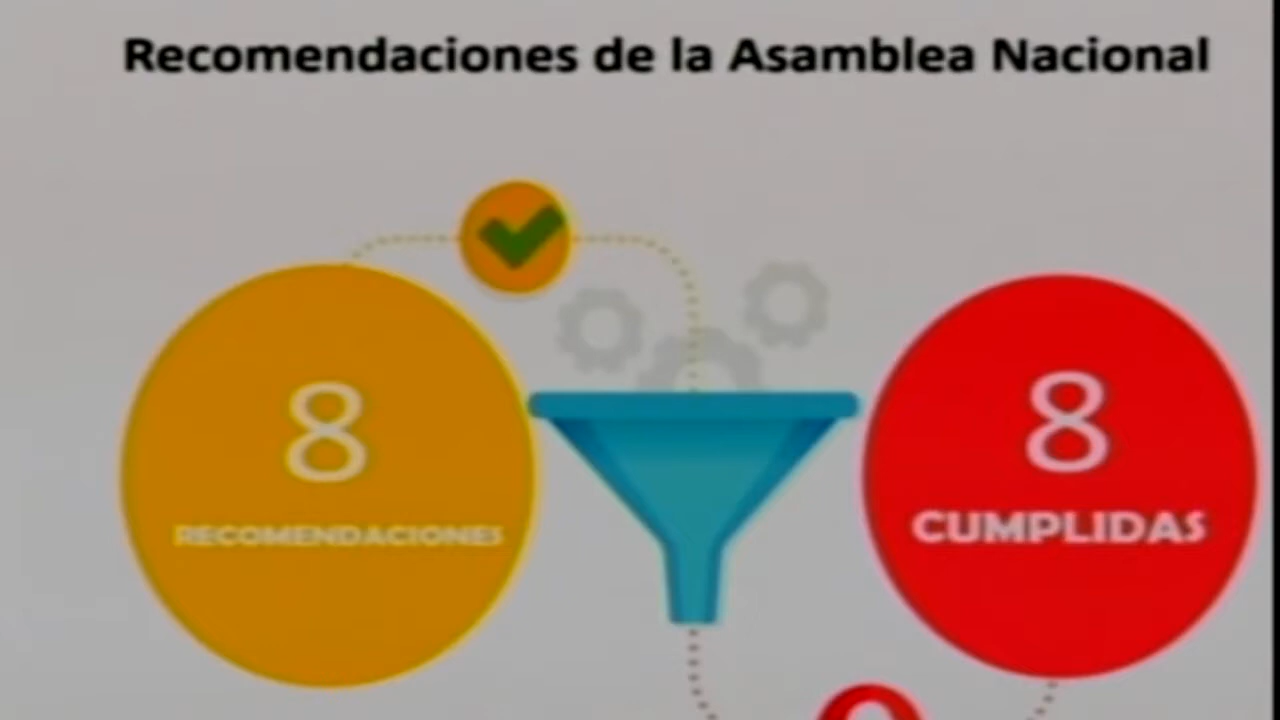 Recomendaciones de la Asamblea Nacional
8
RECOMENDACIONES
8
CUMPLIDAS